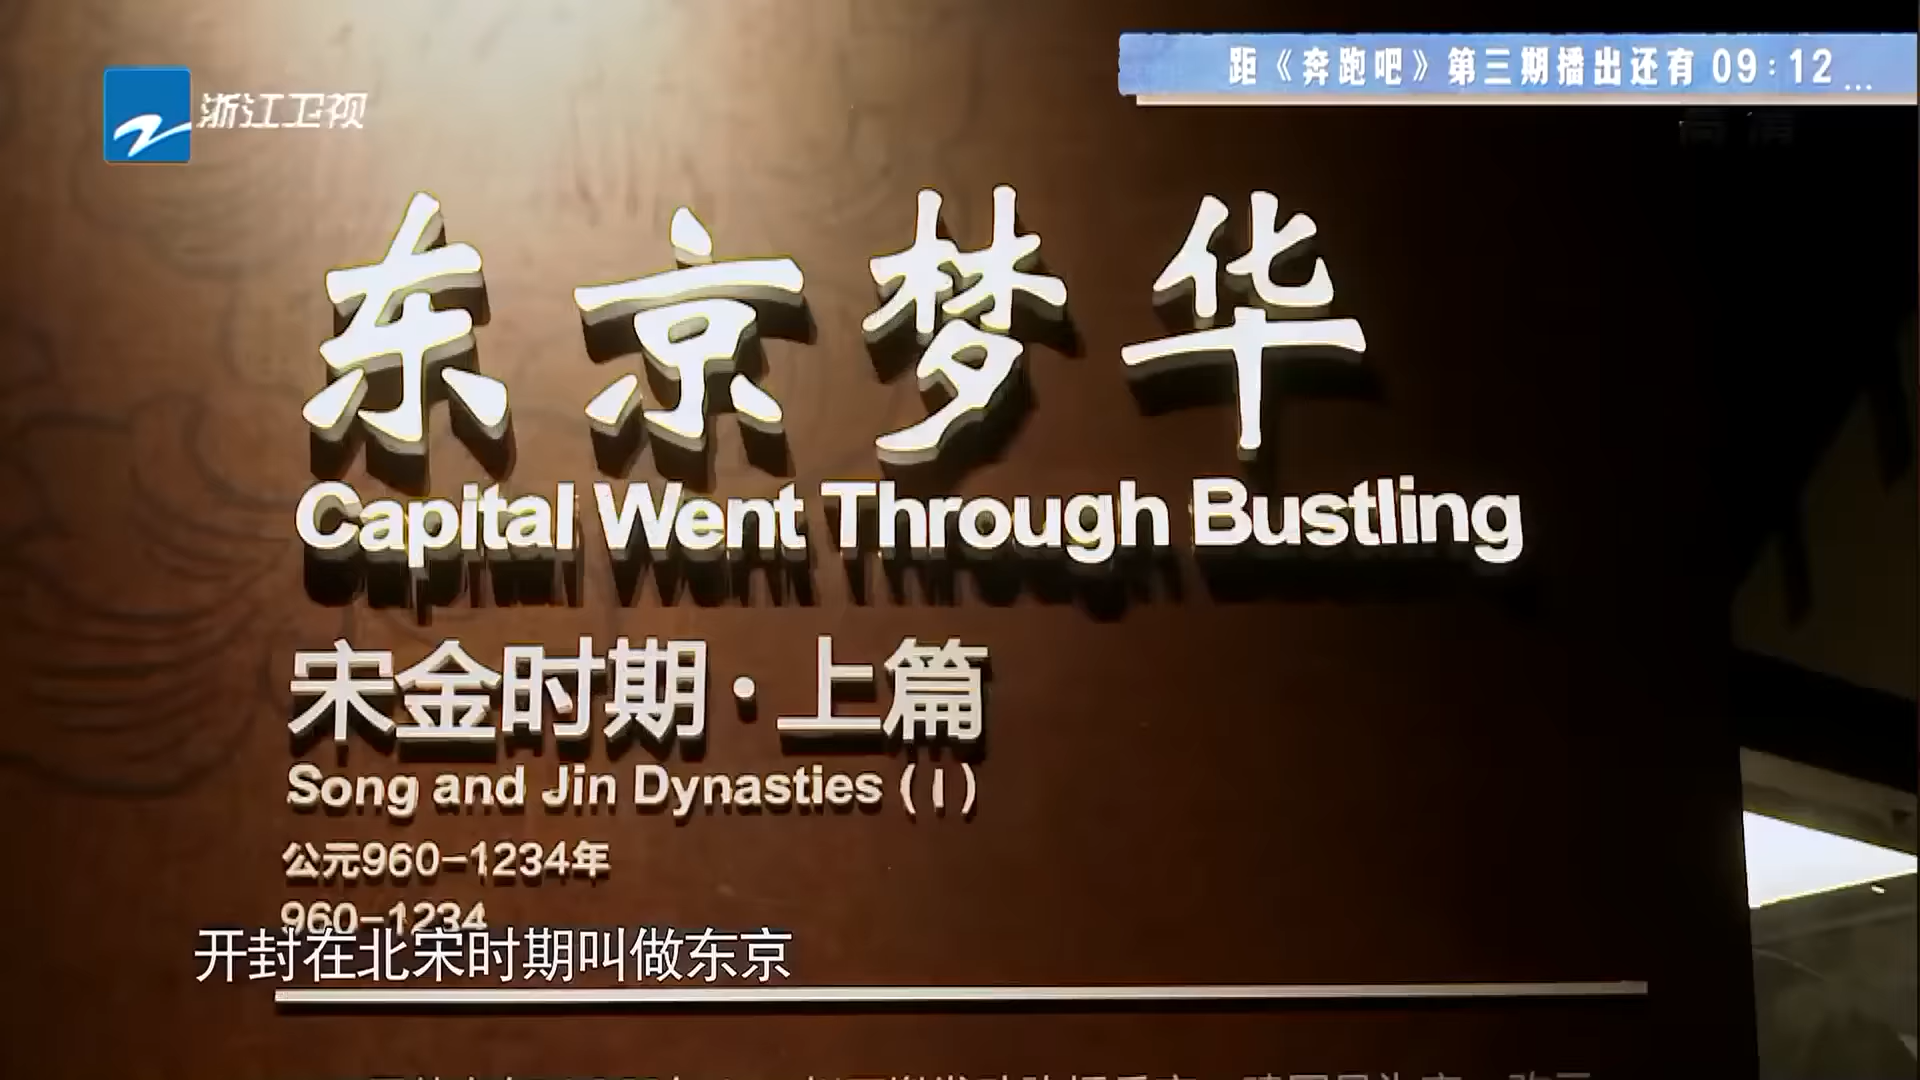 距《奔跑吧》第三期播出还有 09:12...
浙江卫视
高清
东京梦华
Capital Went Through Bustling
宋金时期·上篇
Song and Jin Dynasties ( I )
公元960-1234年
960-1234
开封在北宋时期叫做东京